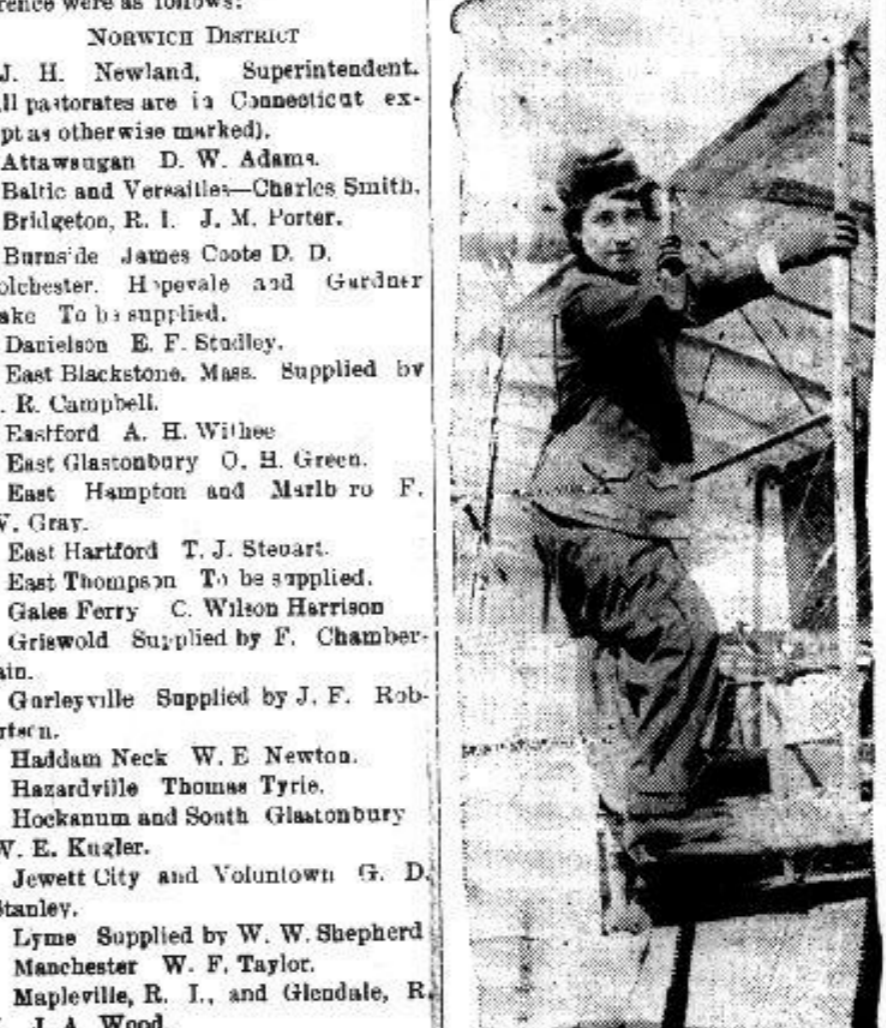 rence were as follows:
NORWICH DISTRICT
J. H. Newland, Superintendent.
ll pastorates are in Connecticut ex-
pt as otherwise marked).
Attawaugan D. W. Adams.
Baltic and Versailles—Charles Smith.
Bridgeton, R. I. J. M. Porter.
Burnside James Coote D. D.
olchester. Hopevale and Gardner
ake To be supplied.
Danielson E. F. Studley.
East Blackstone. Mass. Supplied by
. R. Campbell.
Eastford A. H. Withee
East Glastonbury O. H. Green.
East Hampton and Marlb ro F.
W. Gray.
East Hartford T. J. Steuart.
East Thompson To be supplied.
Gales Ferry C. Wilson Harrison
Griswold Supplied by F. Chamber-
ain.
Gurleyville Supplied by J. F. Rob-
rtson.
Haddam Neck W. E Newton.
Hazardville Thomas Tyrie.
Hockanum and South Glastonbury
W. E. Kugler.
Jewett City and Voluntown G. D.
Stanley.
Lyme Supplied by W. W. Shepherd
Manchester W. F. Taylor.
Mapleville, R. I., and Glendale, R.
J. A. Wood